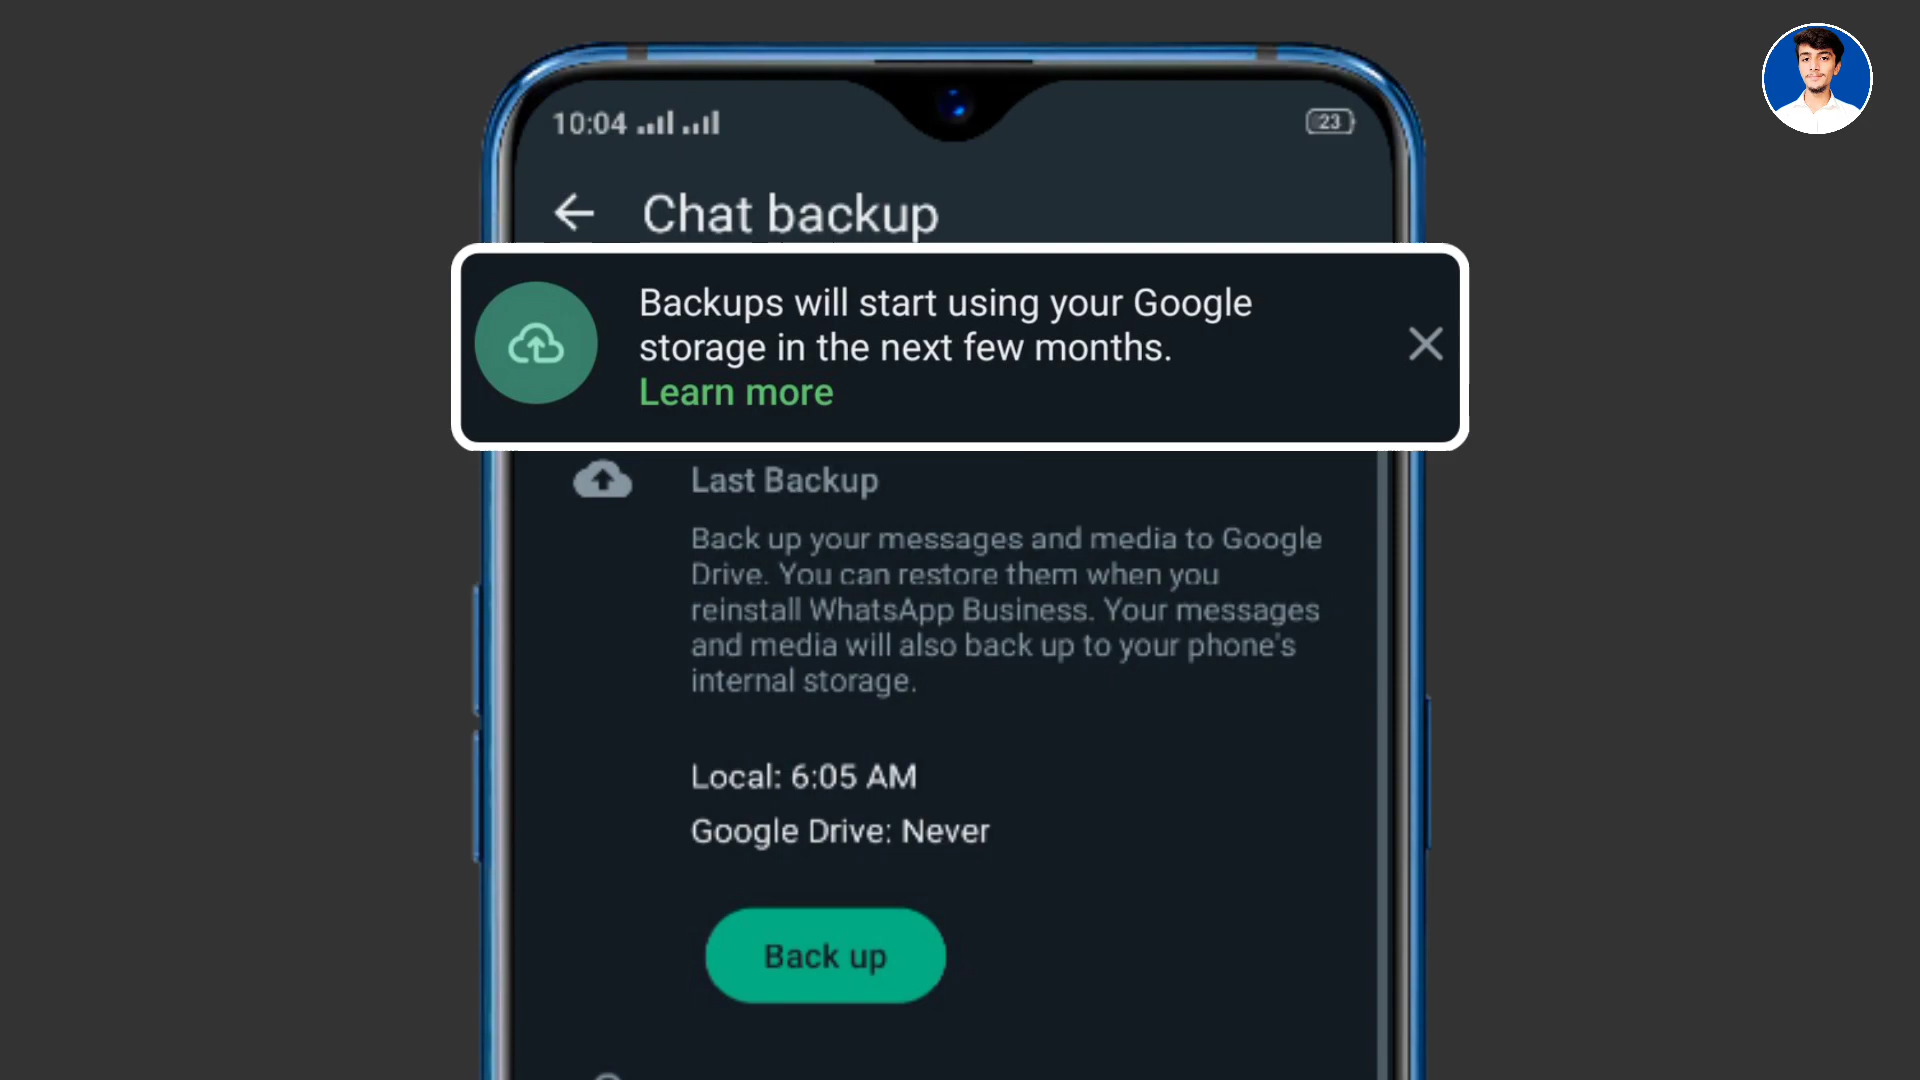 10:04
23
Chat backup
Backups will start using your Google
storage in the next few months.
Learn more
Last Backup
Back up your messages and media to Google
Drive. You can restore them when you
reinstall WhatsApp Business. Your messages
and media will also back up to your phone's
internal storage.
Local: 6:05 AM
Google Drive: Never
Back up